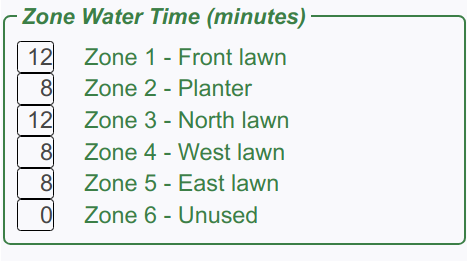 Zone Water Time (minutes)
12 Zone 1 - Front lawn
8 Zone 2 - Planter
12 Zone 3 - North lawn
8 Zone 4 - West lawn
8 Zone 5 - East lawn
0 Zone 6 - Unused